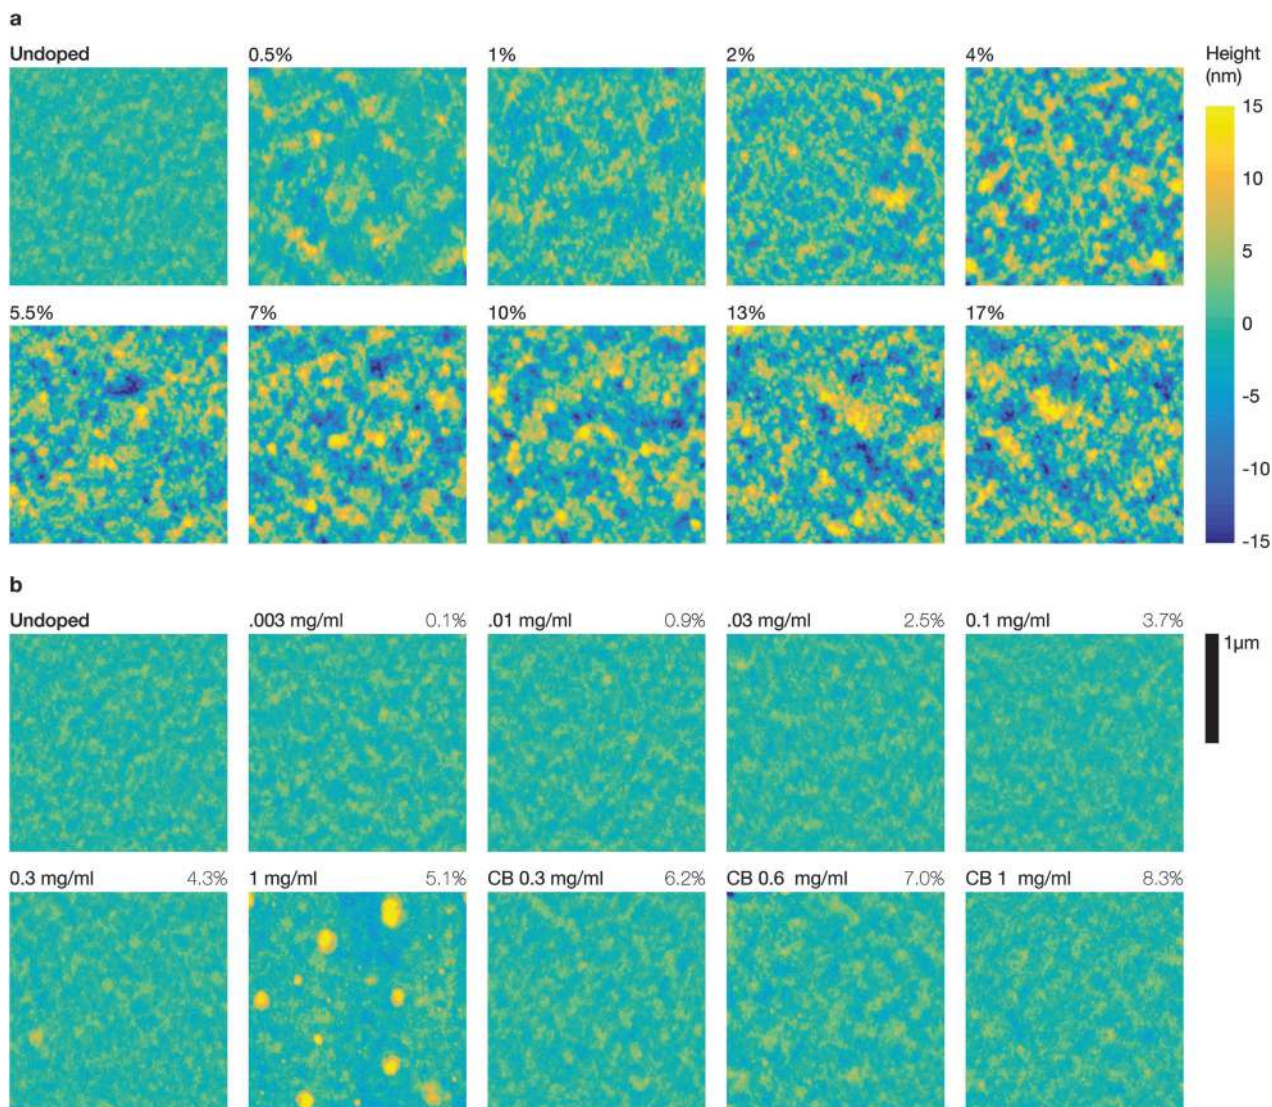 a
Undoped
0.5%
1%
2%
4%
Height
(nm)
15
10
5
0
-5
-10
-15
5.5%
7%
10%
13%
17%
b
Undoped
.003 mg/ml 0.1%
.01 mg/ml 0.9%
.03 mg/ml 2.5%
0.1 mg/ml 3.7%
1μm
0.3 mg/ml 4.3%
1 mg/ml 5.1%
CB 0.3 mg/ml 6.2%
CB 0.6 mg/ml 7.0%
CB 1 mg/ml 8.3%